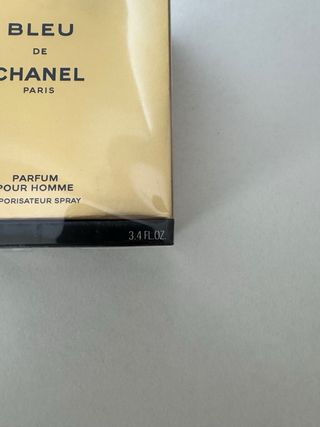 BLEU
DE
CHANEL
PARIS
PARFUM
POUR HOMME
VAPORISATEUR SPRAY
3.4 FL.OZ.